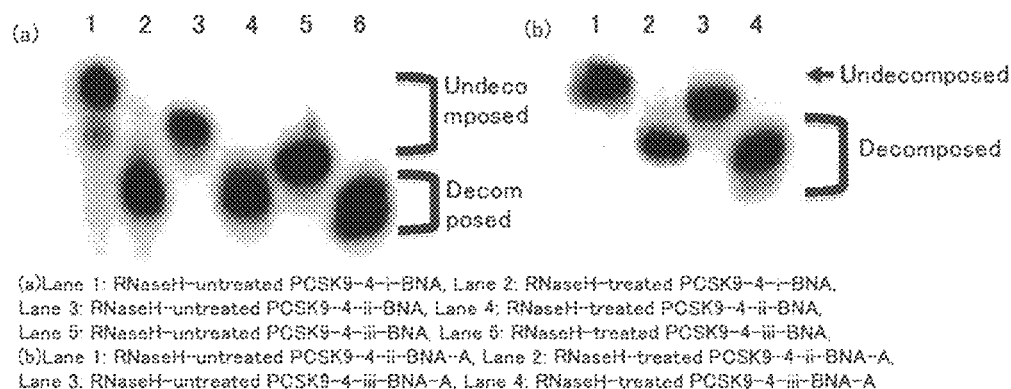 (a) 1 2 3 4 5 6
(b) 1 2 3 4
Undeco
mposed
Decom
posed
Undecomposed
Decomposed
(a)Lane 1: RNaseH-untreated PCSK9-4-i-BNA, Lane 2: RNaseH-treated PCSK9-4-i-BNA,
Lane 3: RNaseH-untreated PCSK9-4-ii-BNA, Lane 4: RNaseH-treated PCSK9-4-ii-BNA,
Lane 5: RNaseH-untreated PCSK9-4-iii-BNA, Lane 6: RNaseH-treated PCSK9-4-iii-BNA,
(b)Lane 1: RNaseH-untreated PCSK9-4-ii-BNA-A, Lane 2: RNaseH-treated PCSK9-4-ii-BNA-A,
Lane 3: RNaseH-untreated PCSK9-4-iii-BNA-A, Lane 4: RNaseH-treated PCSK9-4-iii-BNA-A